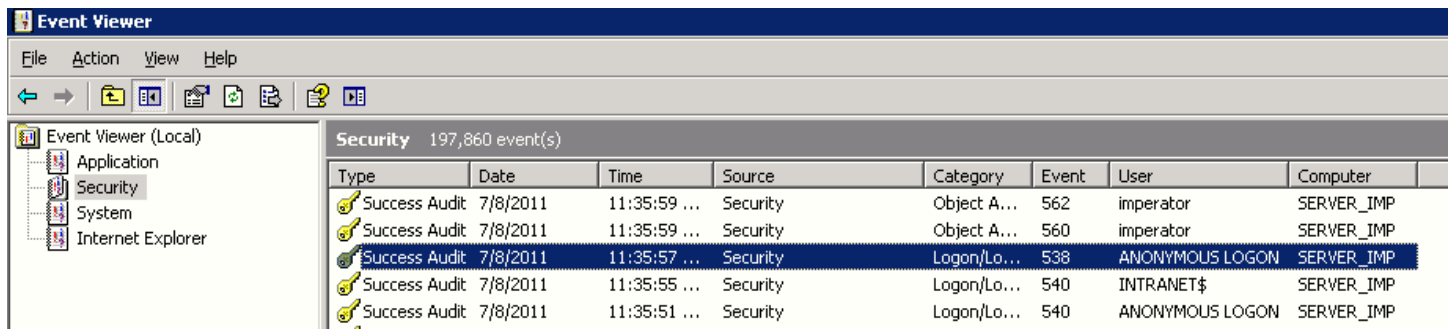 Event Viewer
File Action View Help
Event Viewer (Local)
Application
Security
System
Internet Explorer
Security 197,860 event(s)
Type Date Time Source Category Event User Computer
Success Audit 7/8/2011 11:35:59 ... Security Object A... 562 imperator SERVER_IMP
Success Audit 7/8/2011 11:35:59 ... Security Object A... 560 imperator SERVER_IMP
Success Audit 7/8/2011 11:35:57 ... Security Logon/Lo... 538 ANONYMOUS LOGON SERVER_IMP
Success Audit 7/8/2011 11:35:55 ... Security Logon/Lo... 540 INTRANET$ SERVER_IMP
Success Audit 7/8/2011 11:35:51 ... Security Logon/Lo... 540 ANONYMOUS LOGON SERVER_IMP